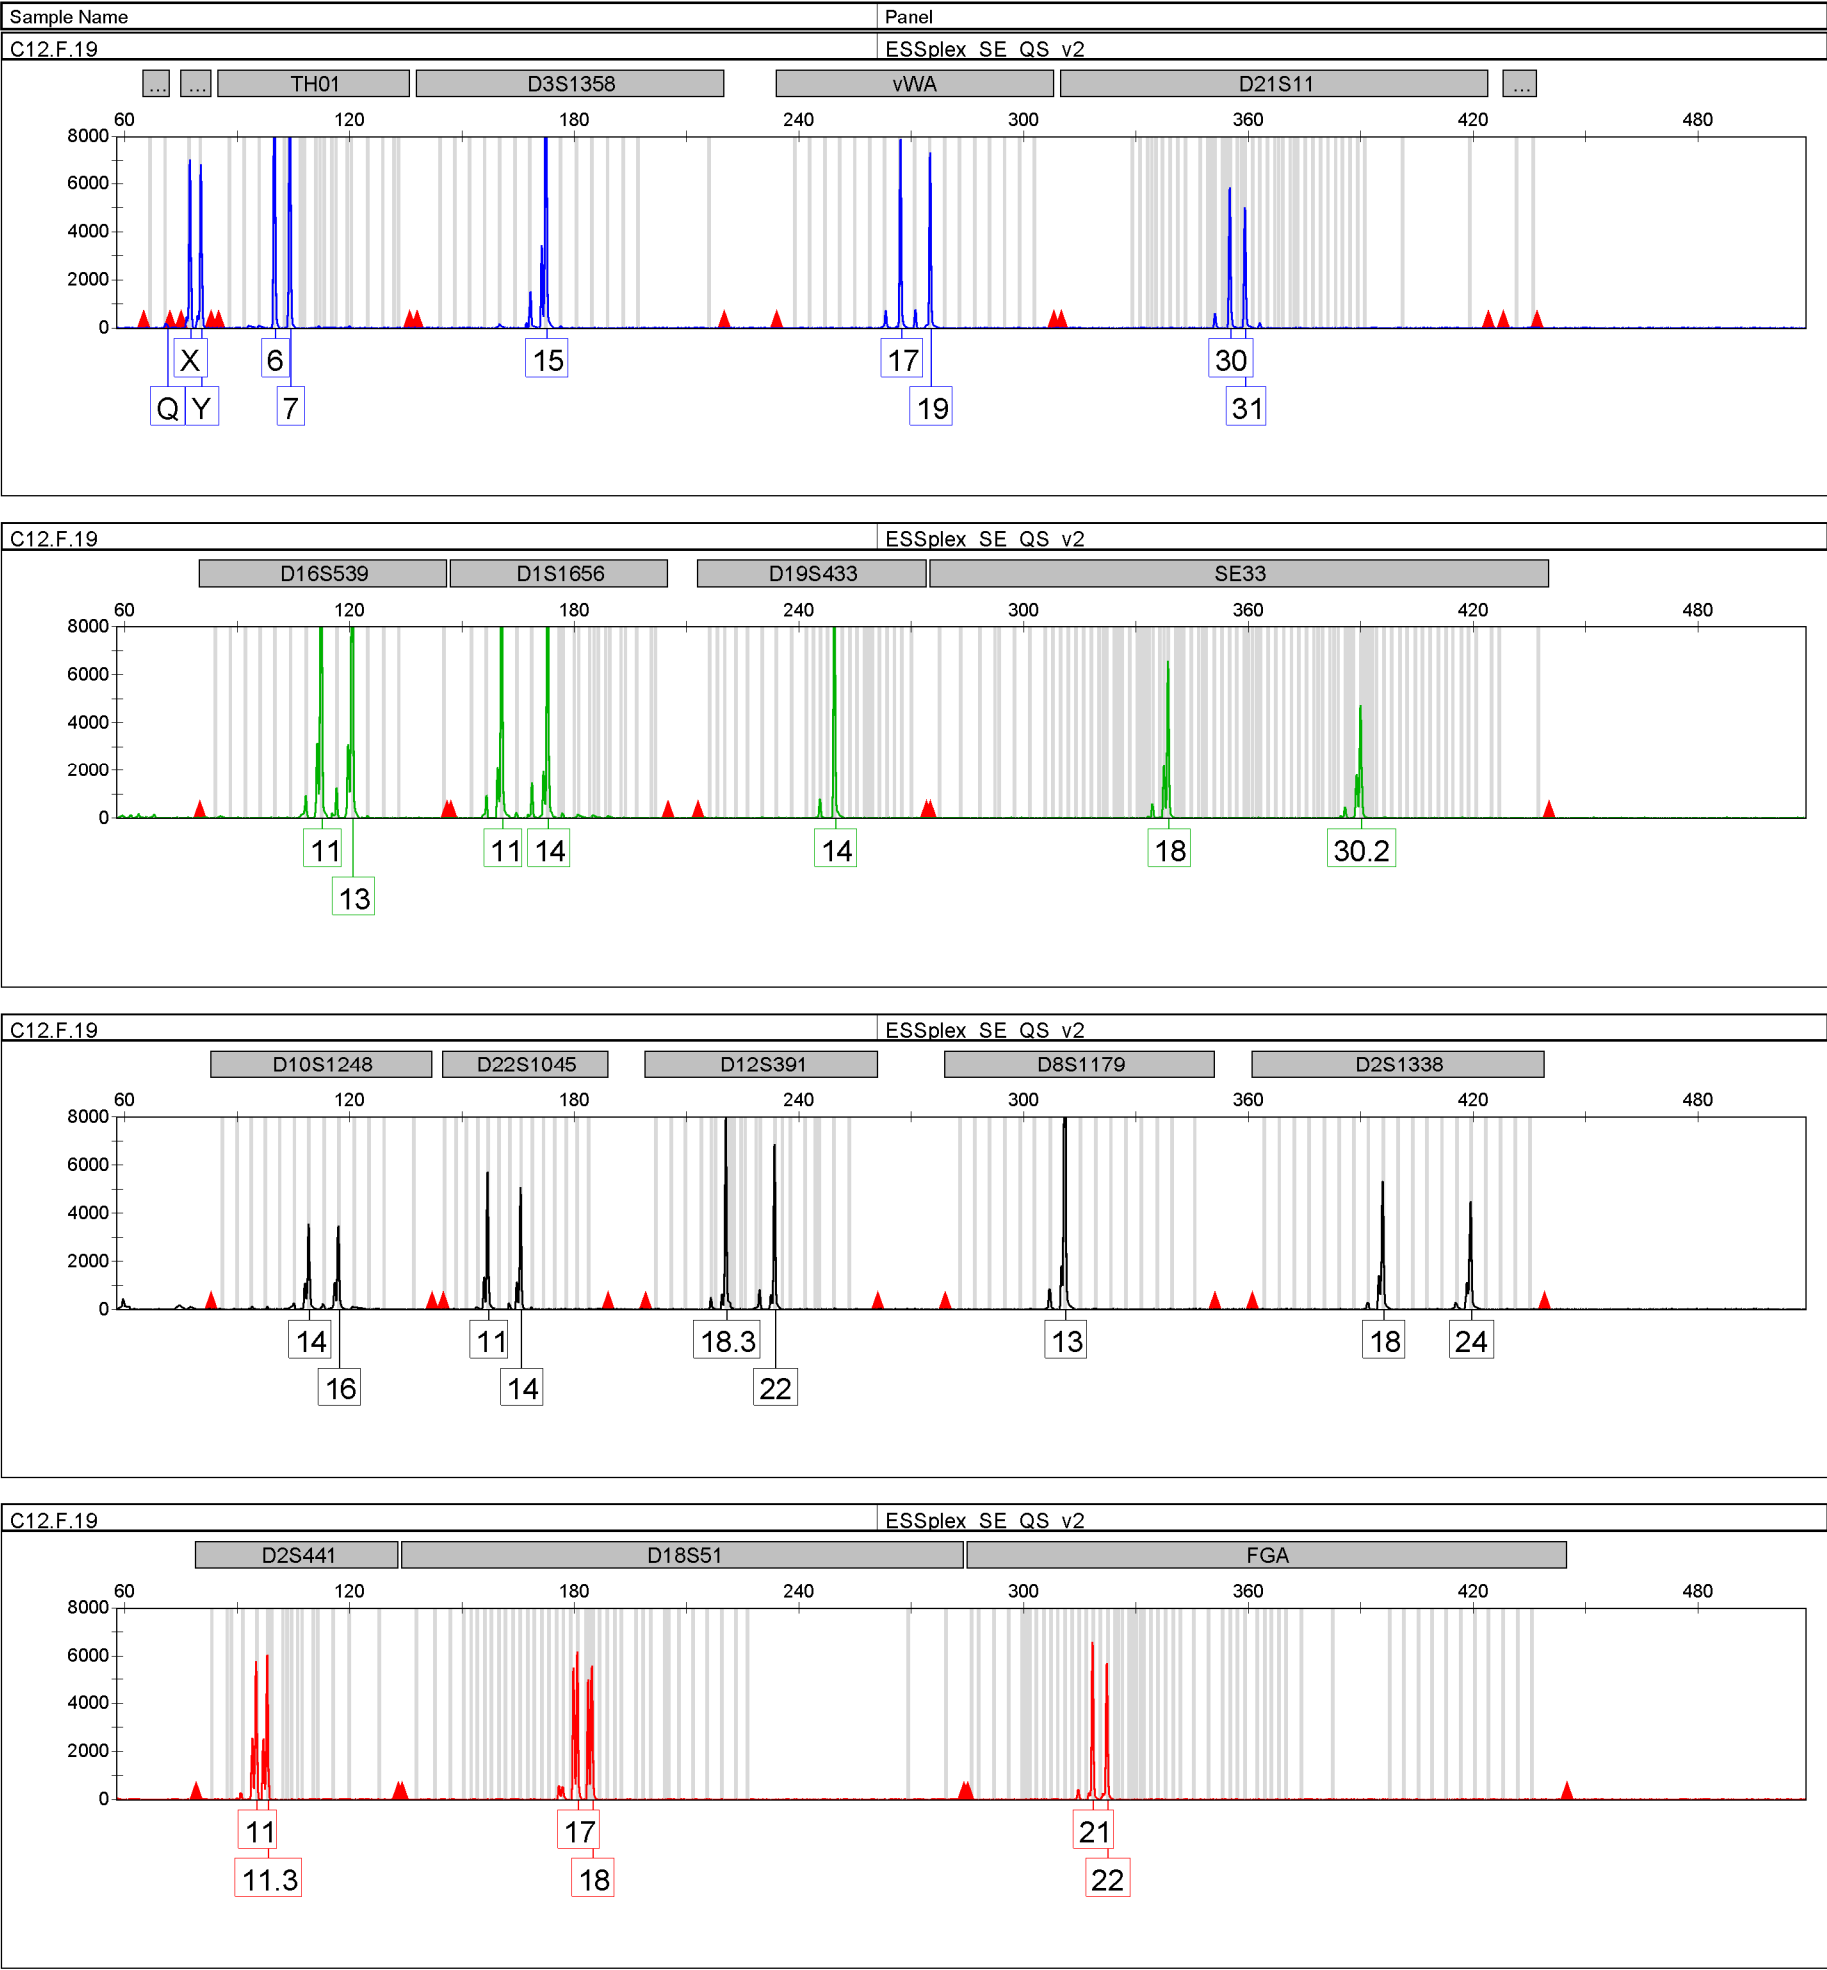 Sample Name Panel
C12.F.19 ESSplex_SE_QS_v2
... ... TH01 D3S1358 vWA D21S11 ...
60 120 180 240 300 360 420 480
8000
6000
4000
2000
0
X 6 15 17 30
Q Y 7 19 31
C12.F.19 ESSplex_SE_QS_v2
D16S539 D1S1656 D19S433 SE33
60 120 180 240 300 360 420 480
8000
6000
4000
2000
0
11 11 14 14 18 30.2
13
C12.F.19 ESSplex_SE_QS_v2
D10S1248 D22S1045 D12S391 D8S1179 D2S1338
60 120 180 240 300 360 420 480
8000
6000
4000
2000
0
14 11 18.3 13 18 24
16 14 22
C12.F.19 ESSplex_SE_QS_v2
D2S441 D18S51 FGA
60 120 180 240 300 360 420 480
8000
6000
4000
2000
0
11 17 21
11.3 18 22